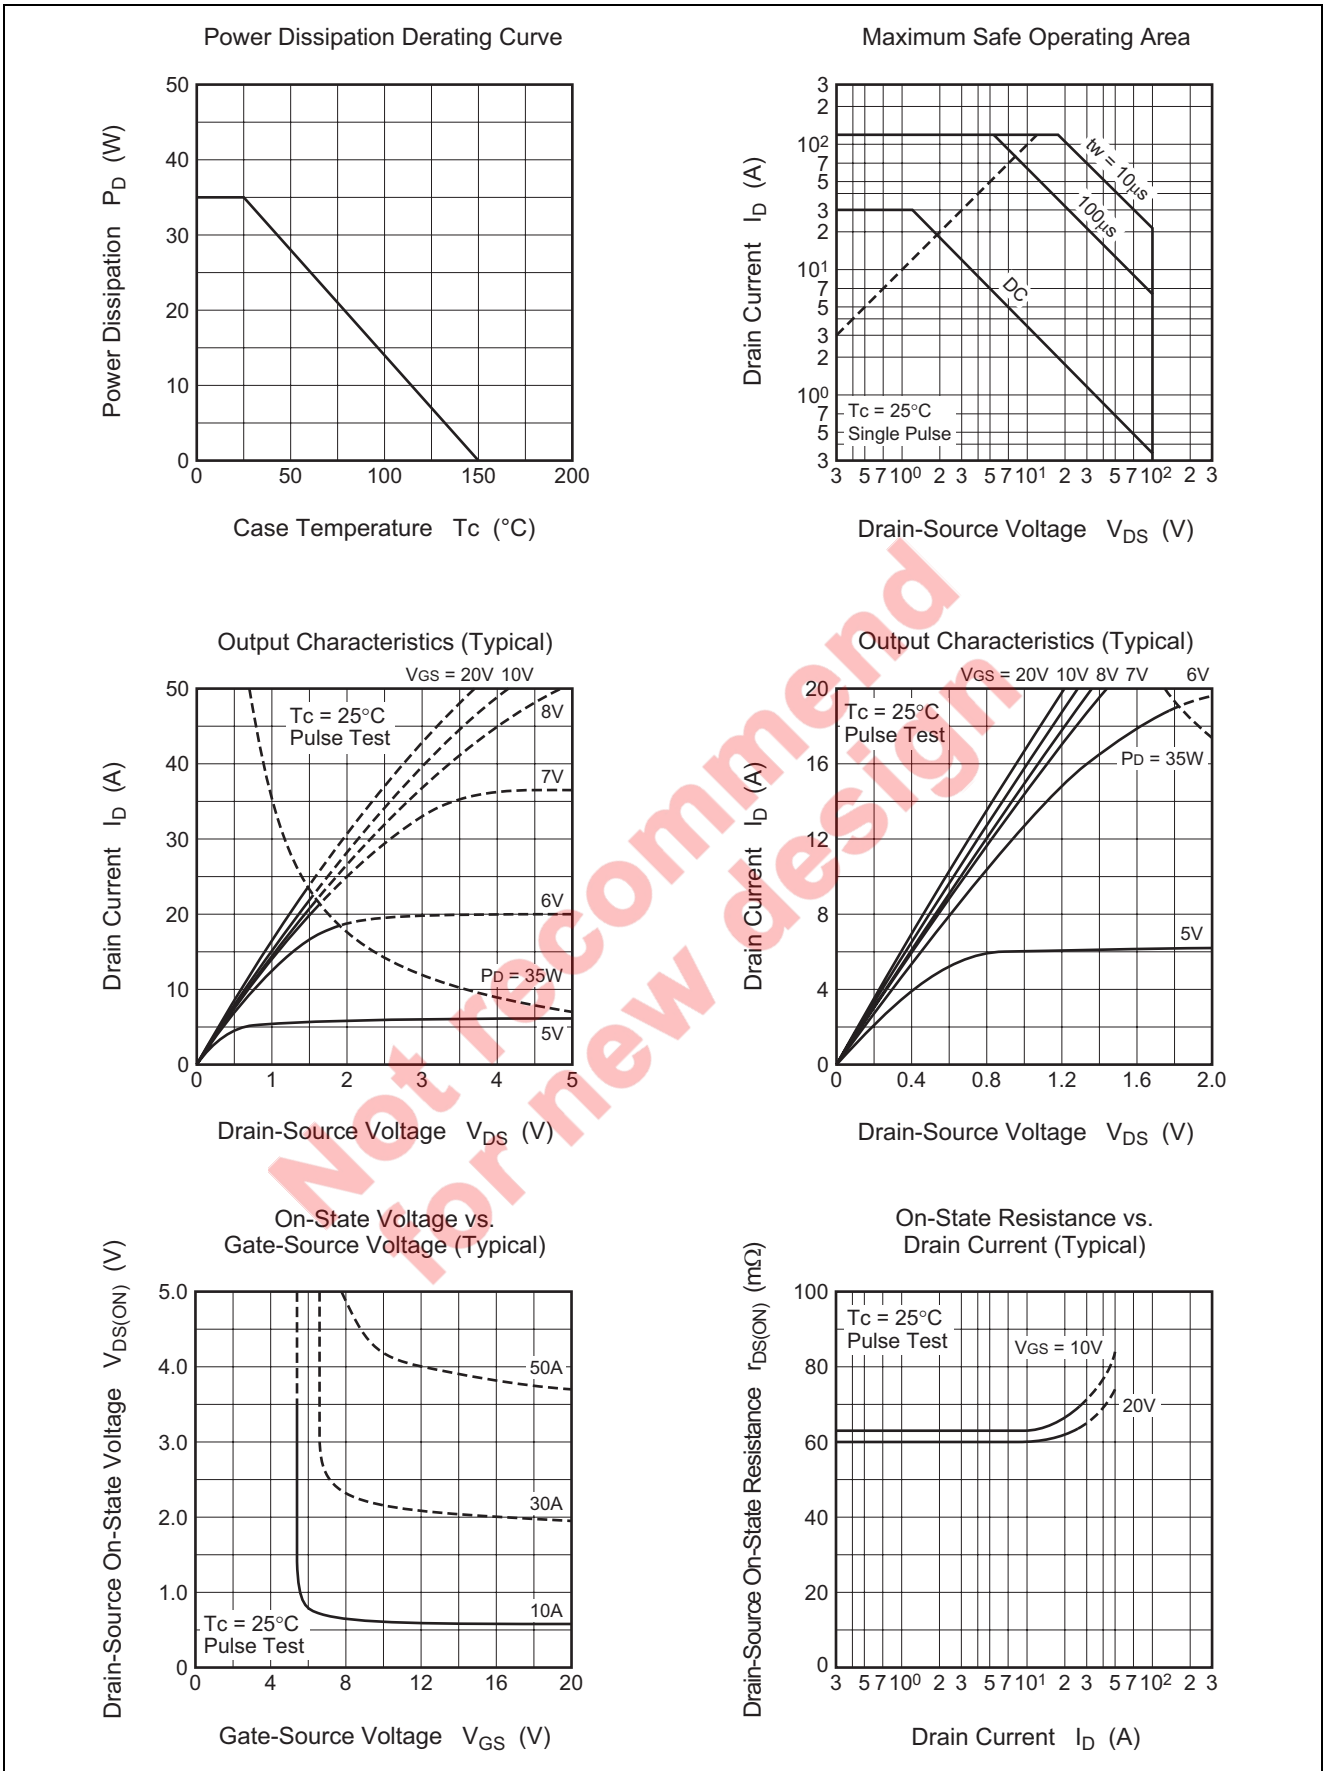 Power Dissipation Derating Curve
Power Dissipation PD (W)
50
40
30
20
10
0
0 50 100 150 200
Case Temperature Tc (°C)
Maximum Safe Operating Area
Drain Current ID (A)
3
2
10²
7
5
3
2
10¹
7
5
3
2
10⁰
7
5
3
tw = 10μs
100μs
DC
Tc = 25°C
Single Pulse
3 5 7 10⁰ 2 3 5 7 10¹ 2 3 5 7 10² 2 3
Drain-Source Voltage VDS (V)
Output Characteristics (Typical)
VGS = 20V 10V
Drain Current ID (A)
50
40
30
20
10
0
Tc = 25°C
Pulse Test
8V
7V
6V
PD = 35W
5V
0 1 2 3 4 5
Drain-Source Voltage VDS (V)
Output Characteristics (Typical)
VGS = 20V 10V 8V 7V 6V
Drain Current ID (A)
20
16
12
8
4
0
Tc = 25°C
Pulse Test
PD = 35W
5V
0 0.4 0.8 1.2 1.6 2.0
Drain-Source Voltage VDS (V)
On-State Voltage vs.
Gate-Source Voltage (Typical)
Drain-Source On-State Voltage VDS(ON) (V)
5.0
4.0
3.0
2.0
1.0
0
50A
30A
10A
Tc = 25°C
Pulse Test
0 4 8 12 16 20
Gate-Source Voltage VGS (V)
On-State Resistance vs.
Drain Current (Typical)
Drain-Source On-State Resistance rDS(ON) (mΩ)
100
80
60
40
20
0
Tc = 25°C
Pulse Test
VGS = 10V
20V
3 5 7 10⁰ 2 3 5 7 10¹ 2 3 5 7 10² 2 3
Drain Current ID (A)
Not recommend
for new design